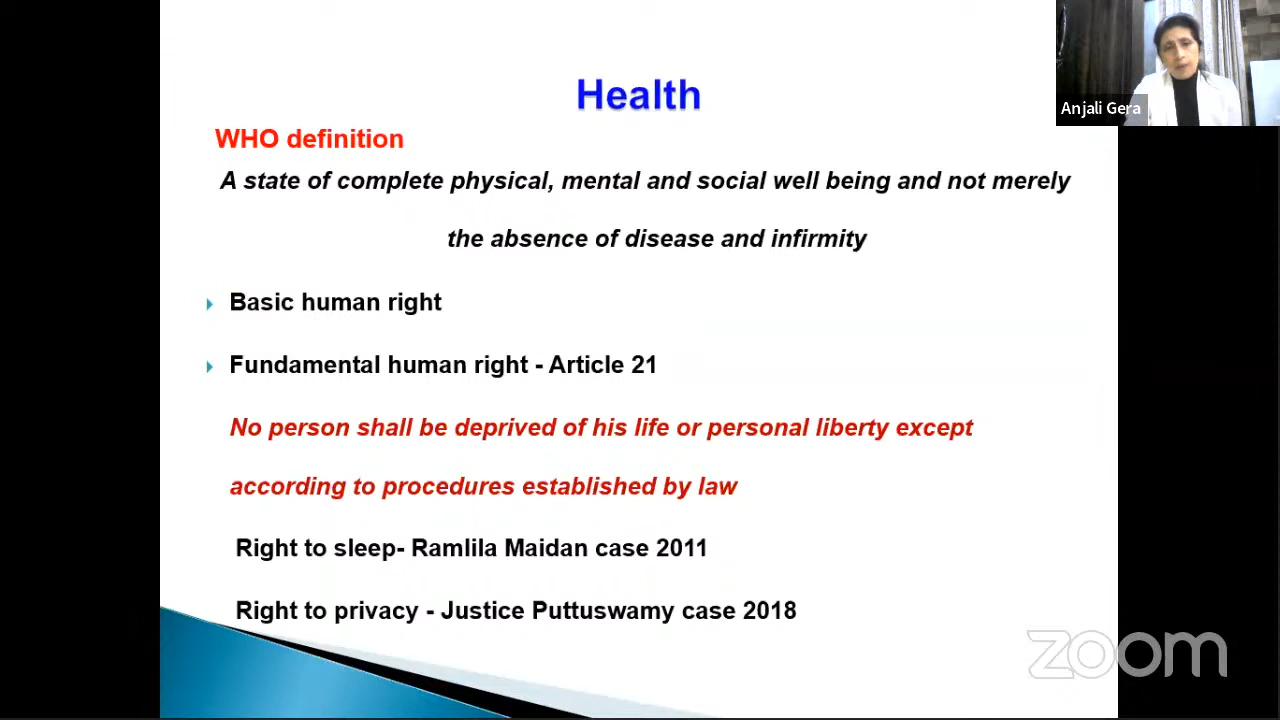 Health
Anjali Gera
WHO definition
A state of complete physical, mental and social well being and not merely
the absence of disease and infirmity
Basic human right
Fundamental human right - Article 21
No person shall be deprived of his life or personal liberty except
according to procedures established by law
Right to sleep- Ramlila Maidan case 2011
Right to privacy - Justice Puttuswamy case 2018
zoom